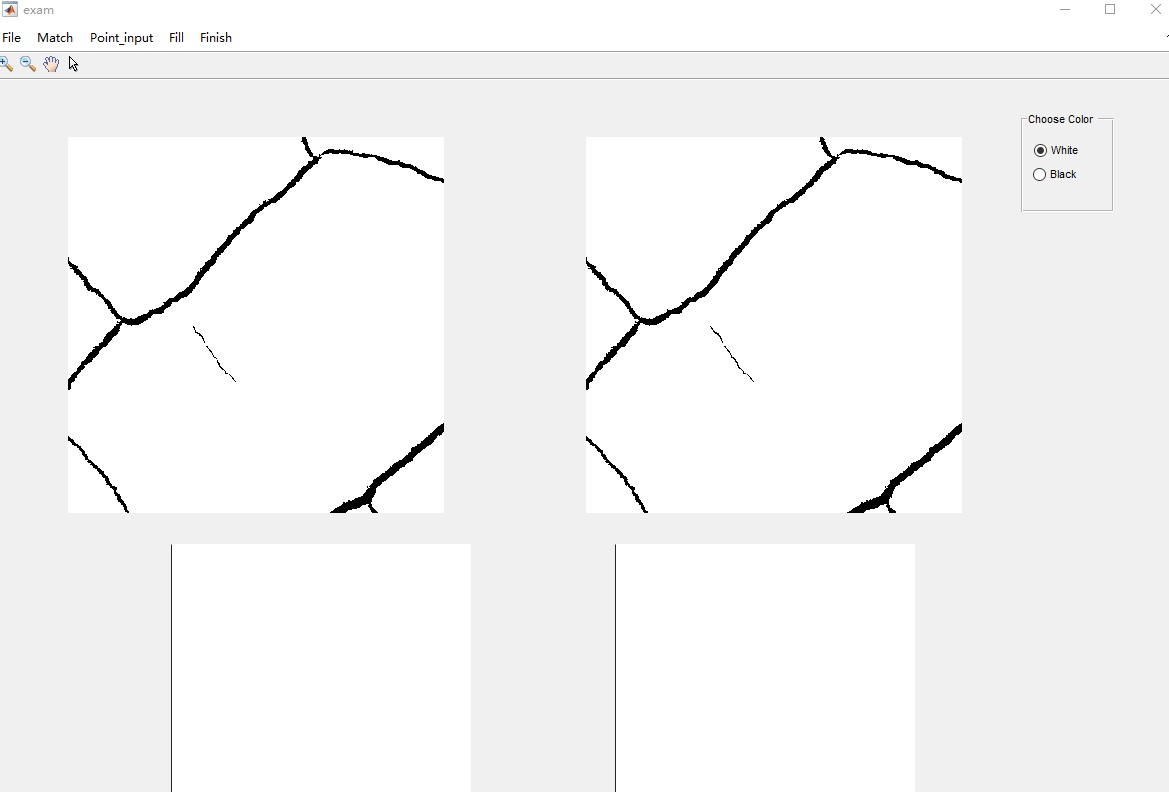 exam
File Match Point_input Fill Finish
Choose Color
White
Black